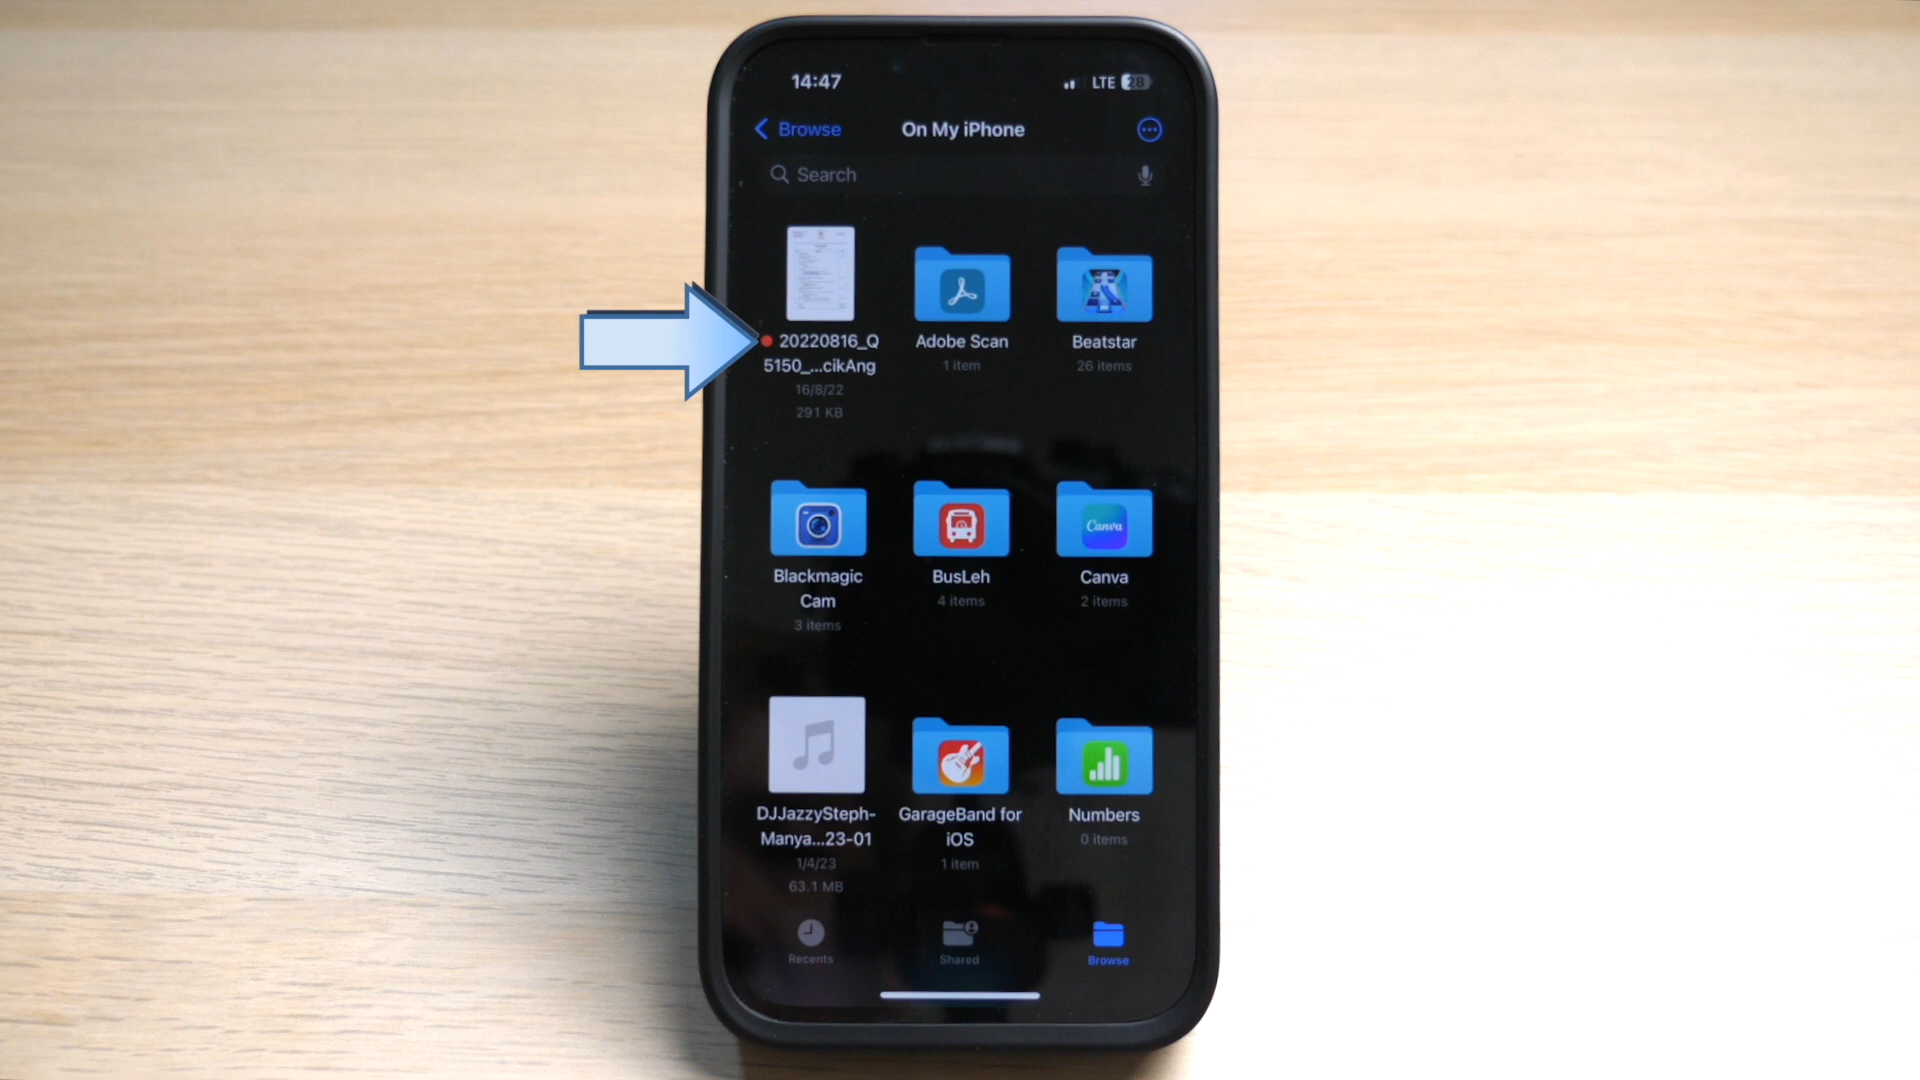 14:47
LTE 28
Browse
On My iPhone
Search
20220816_Q
5150_...cikAng
16/8/22
291 KB
Adobe Scan
1 item
Beatstar
26 items
Blackmagic
Cam
3 items
BusLeh
4 items
Canva
Canva
2 items
DJJazzySteph-
Manya...23-01
1/4/23
63.1 MB
GarageBand for
iOS
1 item
Numbers
0 items
Recents
Shared
Browse